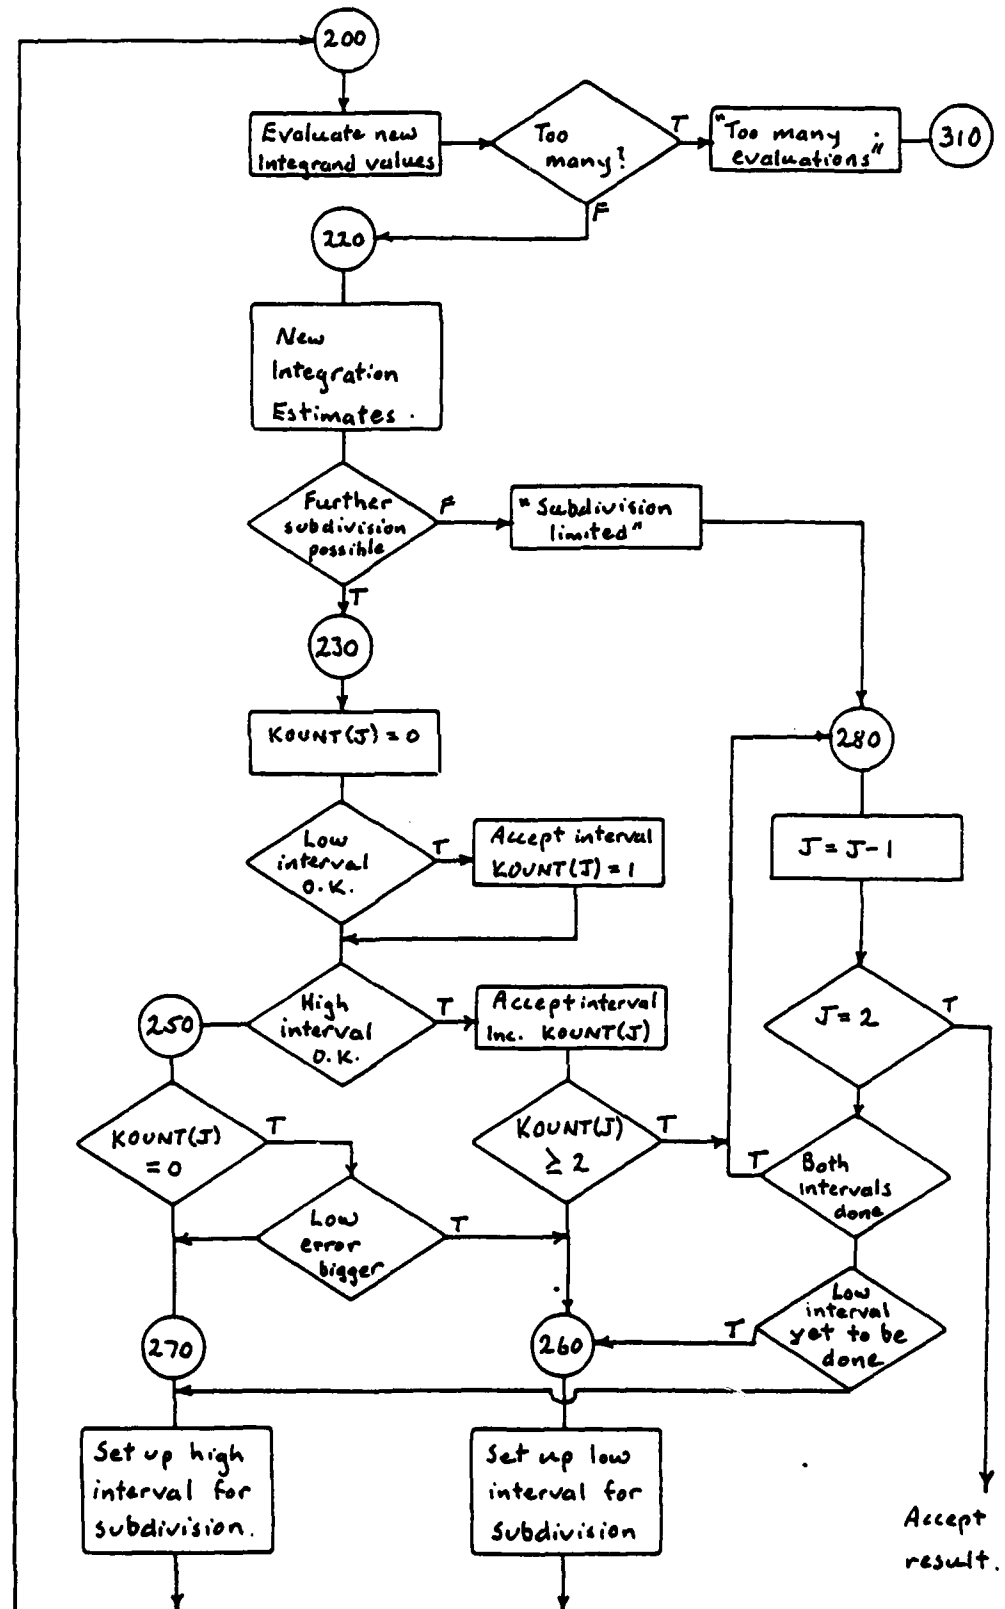 200
Evaluate new
Integrand values
Too
many?
T
"Too many
evaluations"
310
F
220
New
Integration
Estimates.
Further
subdivision
possible
F
"Subdivision
limited"
T
230
KOUNT(J) = 0
280
Low
interval
O.K.
T
Accept interval
KOUNT(J) = 1
J = J-1
High
interval
O.K.
T
Accept interval
Inc. KOUNT(J)
250
J = 2
T
KOUNT(J)
= 0
T
KOUNT(J)
≥ 2
T
T
Both
intervals
done
Low
error
bigger
T
Low
interval
yet to be
done
T
270
260
Set up high
interval for
subdivision.
Set up low
interval for
subdivision
Accept
result.